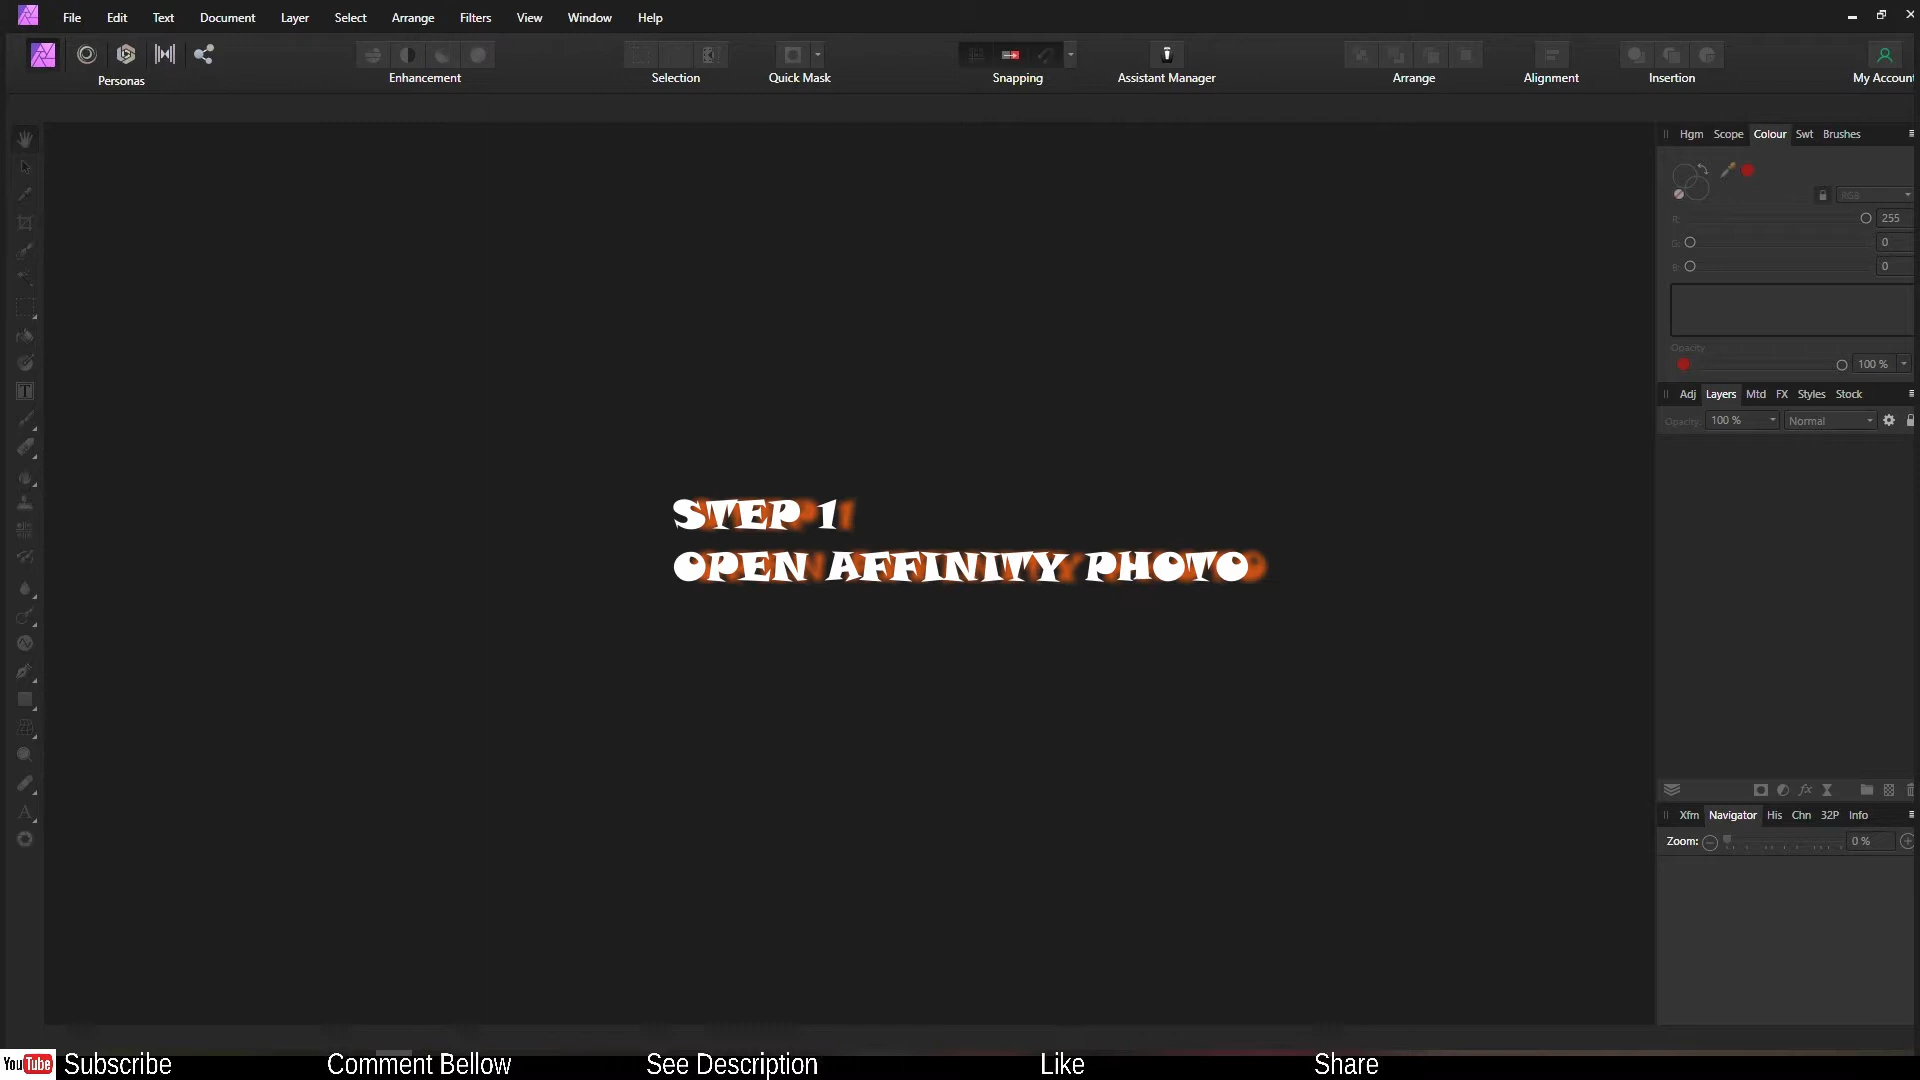 File Edit Text Document Layer Select Arrange Filters View Window Help
Personas Enhancement Selection Quick Mask Snapping Assistant Manager Arrange Alignment Insertion My Account
Hgm Scope Colour Swt Brushes
RGB
R: 255
G: 0
B: 0
Opacity
100 %
Adj Layers Mtd FX Styles Stock
Opacity: 100 % Normal
STEP 1
OPEN AFFINITY PHOTO
Xfm Navigator His Chn 32P Info
Zoom: 0 %
YouTube Subscribe Comment Bellow See Description Like Share